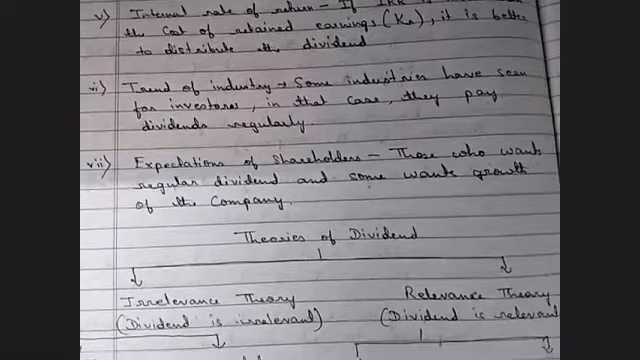 v) Internal rate of return - If IRR is
the cost of retained earnings (KR), it is better
to distribute the dividend
vi) Trend of industry → Some industries have seen
for investores, in that case, they pay
dividends regularly.
vii) Expectations of shareholders - Those who wants
regular dividend and some wants growth
of the Company.
Theories of Dividend
Irrelevance Theory
(Dividend is irrelevant)
Relevance Theory
(Dividend is relevant